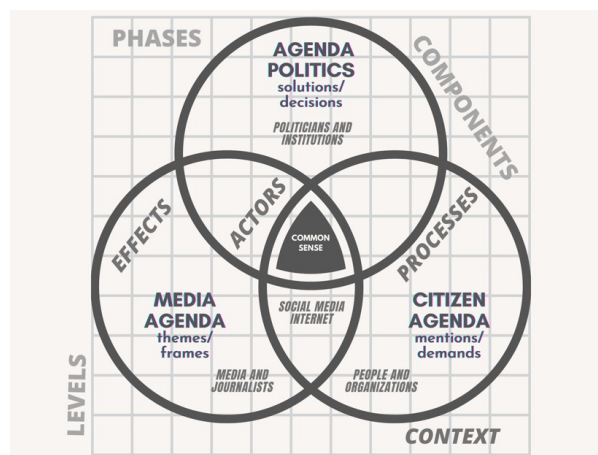 PHASES
COMPONENTS
AGENDA
POLITICS
solutions/
decisions
POLITICIANS AND
INSTITUTIONS
EFFECTS
ACTORS
PROCESSES
COMMON
SENSE
MEDIA
AGENDA
themes/
frames
SOCIAL MEDIA
INTERNET
CITIZEN
AGENDA
mentions/
demands
MEDIA AND
JOURNALISTS
PEOPLE AND
ORGANIZATIONS
LEVELS
CONTEXT